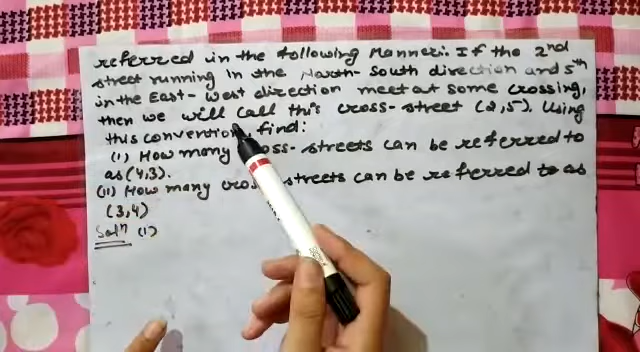 referred in the following Manner: If the 2nd
street running in the North- South direction and 5th
in the East- West direction meet at some crossing,
then we will call this cross- street (2,5). Using
this convention, find:
(i) How many cross- streets can be referred to
as (4,3).
(ii) How many cross streets can be referred to as
(3,4)
Soln (i)